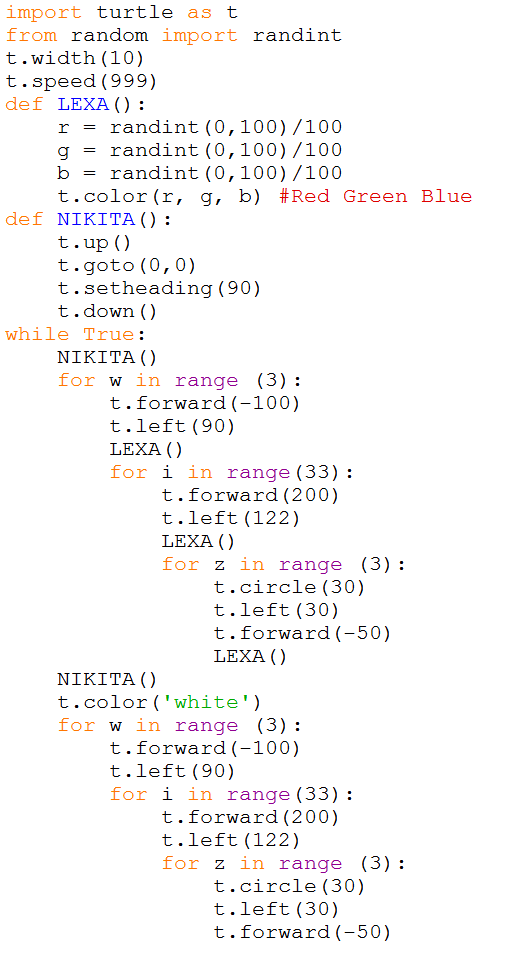 import turtle as t
from random import randint
t.width(10)
t.speed(999)
def LEXA():
    r = randint(0,100)/100
    g = randint(0,100)/100
    b = randint(0,100)/100
    t.color(r, g, b) #Red Green Blue
def NIKITA():
    t.up()
    t.goto(0,0)
    t.setheading(90)
    t.down()
while True:
    NIKITA()
    for w in range (3):
        t.forward(-100)
        t.left(90)
        LEXA()
        for i in range(33):
            t.forward(200)
            t.left(122)
            LEXA()
            for z in range (3):
                t.circle(30)
                t.left(30)
                t.forward(-50)
                LEXA()
    NIKITA()
    t.color('white')
    for w in range (3):
        t.forward(-100)
        t.left(90)
        for i in range(33):
            t.forward(200)
            t.left(122)
            for z in range (3):
                t.circle(30)
                t.left(30)
                t.forward(-50)